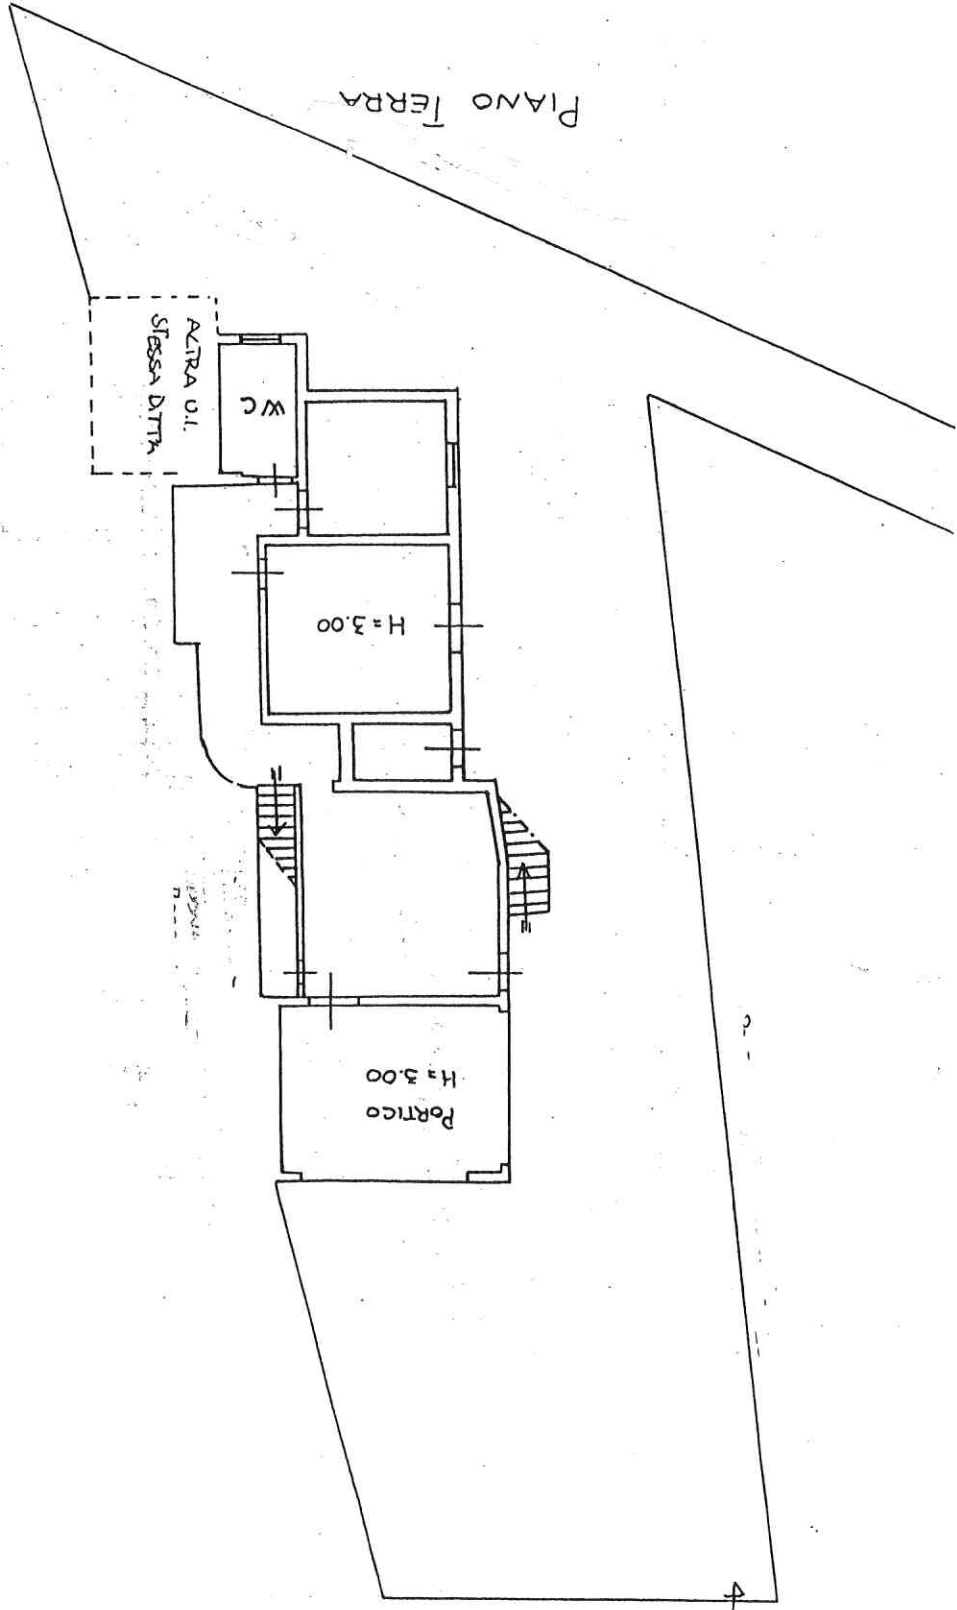 PIANO TERRA
ALTRA U.I.
STESSA DITTA
WC
H=3.00
PORTICO
H=3.00